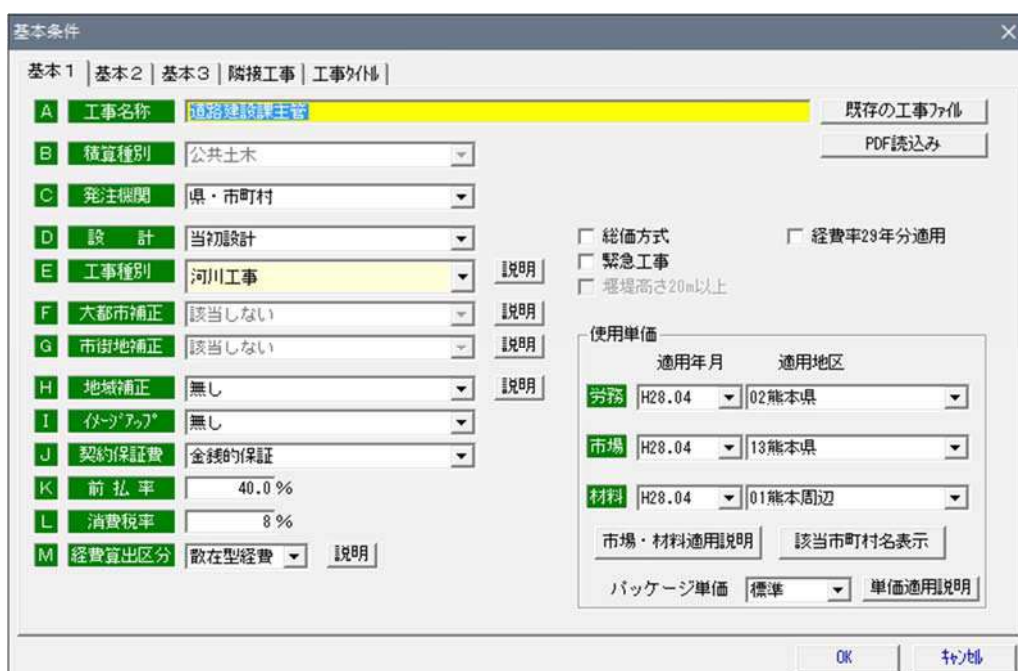 基本条件
基本1 基本2 基本3 隣接工事 工事ﾀｲﾄﾙ
A 工事名称 道路建設課主管 既存の工事ﾌｧｲﾙ
PDF読込み
B 積算種別 公共土木
C 発注機関 県・市町村
D 設計 当初設計 総価方式 経費率29年分適用
E 工事種別 河川工事 説明 緊急工事
堰堤高さ20m以上
F 大都市補正 該当しない 説明
G 市街地補正 該当しない 説明
H 地域補正 無し 説明
I ｲﾒｰｼﾞｱｯﾌﾟ 無し
J 契約保証費 金銭的保証
K 前払率 40.0%
L 消費税率 8%
M 経費算出区分 散在型経費 説明
使用単価
適用年月 適用地区
労務 H28.04 02熊本県
市場 H28.04 13熊本県
材料 H28.04 01熊本周辺
市場・材料適用説明 該当市町村名表示
パッケージ単価 標準 単価適用説明
OK ｷｬﾝｾﾙ